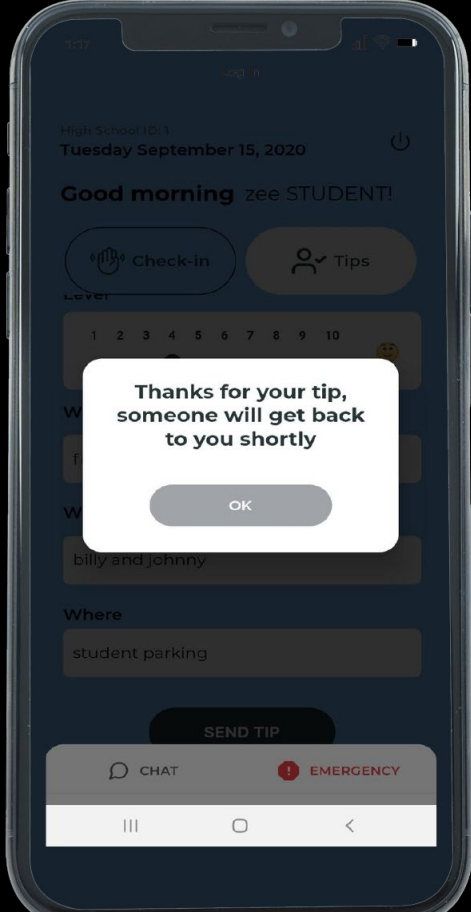 High School ID: 1
Tuesday September 15, 2020
Good morning zee STUDENT!
Check-in
Tips
Level
1 2 3 4 5 6 7 8 9 10
Thanks for your tip,
someone will get back
to you shortly
OK
billy and johnny
Where
student parking
SEND TIP
CHAT
EMERGENCY